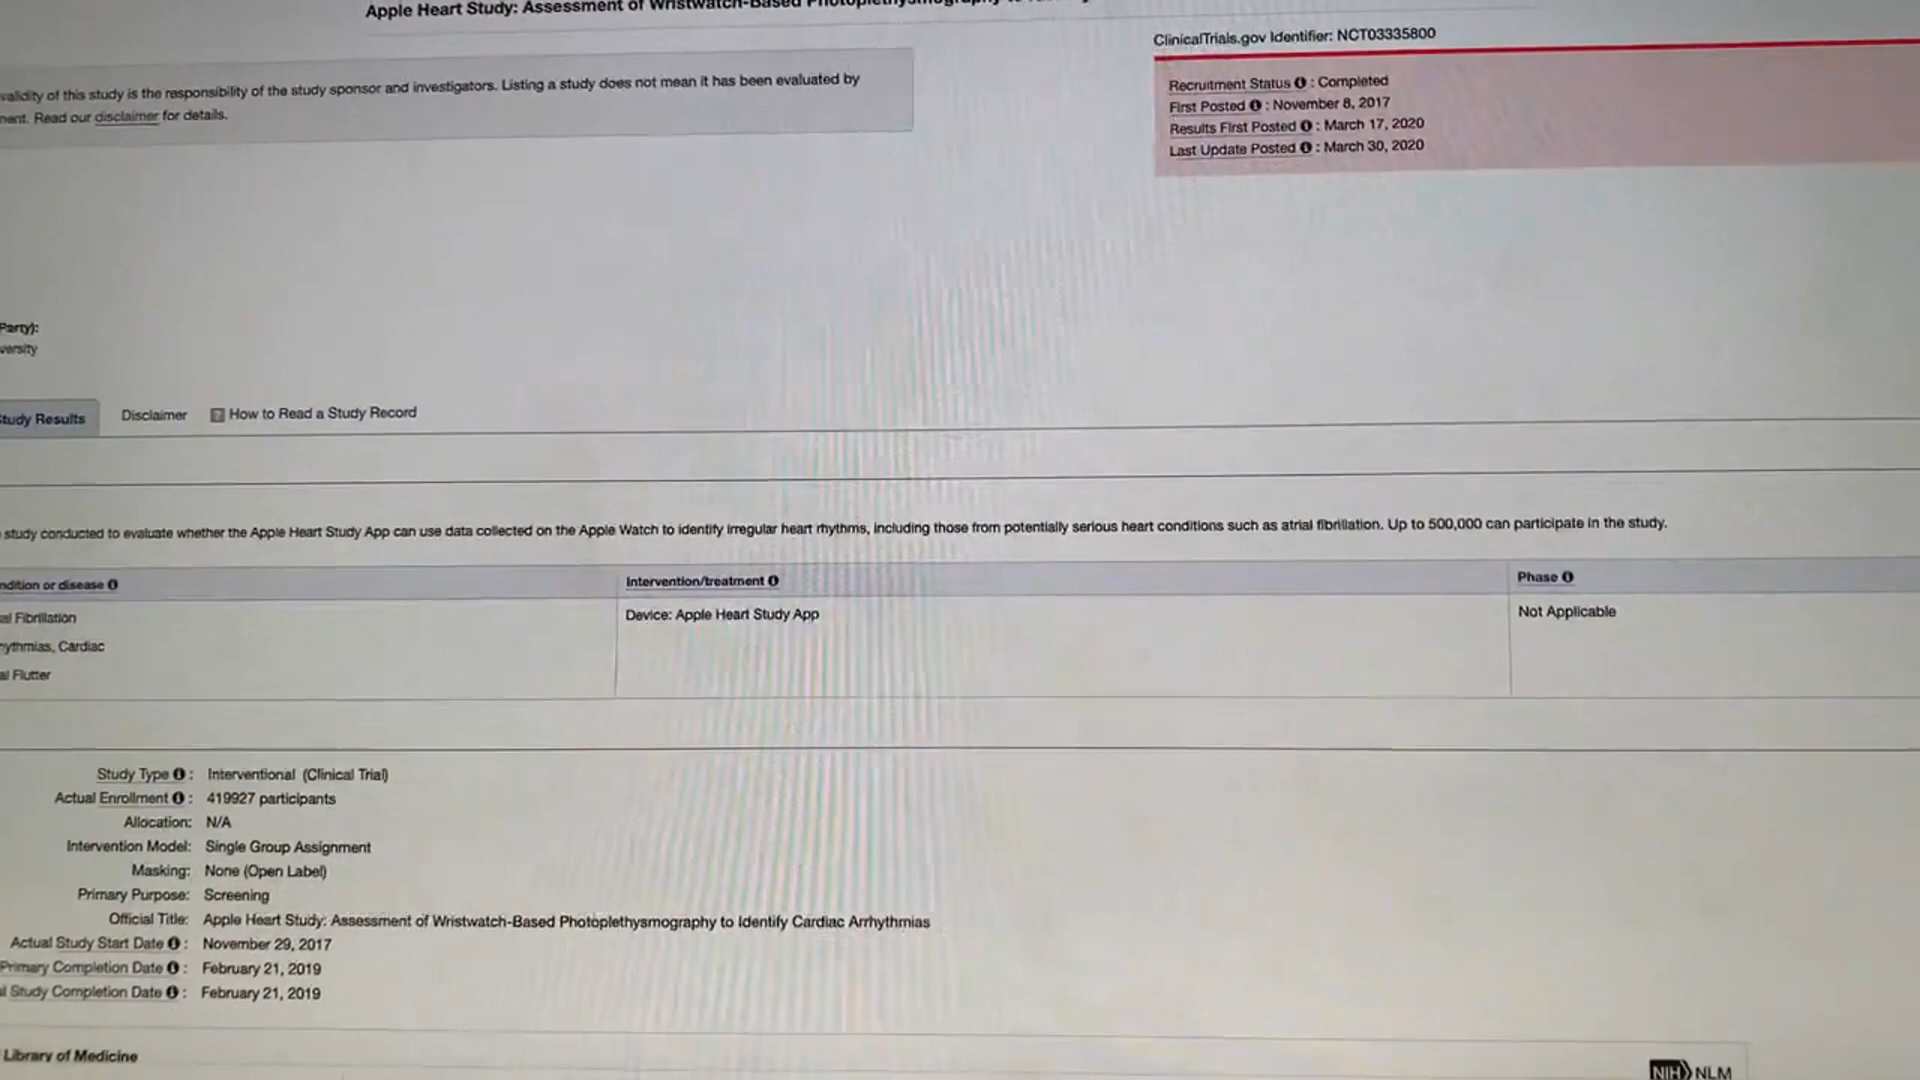 Apple Heart Study: Assessment of Wristwatch-Based
ClinicalTrials.gov Identifier: NCT03335800
validity of this study is the responsibility of the study sponsor and investigators. Listing a study does not mean it has been evaluated by
Read our disclaimer for details.
Recruitment Status : Completed
First Posted : November 8, 2017
Results First Posted : March 17, 2020
Last Update Posted : March 30, 2020
Party):
versity
Study Results Disclaimer ? How to Read a Study Record
study conducted to evaluate whether the Apple Heart Study App can use data collected on the Apple Watch to identify irregular heart rhythms, including those from potentially serious heart conditions such as atrial fibrillation. Up to 500,000 can participate in the study.
ndition or disease Intervention/treatment Phase
al Fibrillation Device: Apple Heart Study App Not Applicable
hythmias, Cardiac
al Flutter
Study Type : Interventional (Clinical Trial)
Actual Enrollment : 419927 participants
Allocation: N/A
Intervention Model: Single Group Assignment
Masking: None (Open Label)
Primary Purpose: Screening
Official Title: Apple Heart Study: Assessment of Wristwatch-Based Photoplethysmography to Identify Cardiac Arrhythmias
Actual Study Start Date : November 29, 2017
Primary Completion Date : February 21, 2019
l Study Completion Date : February 21, 2019
Library of Medicine
NIH NLM